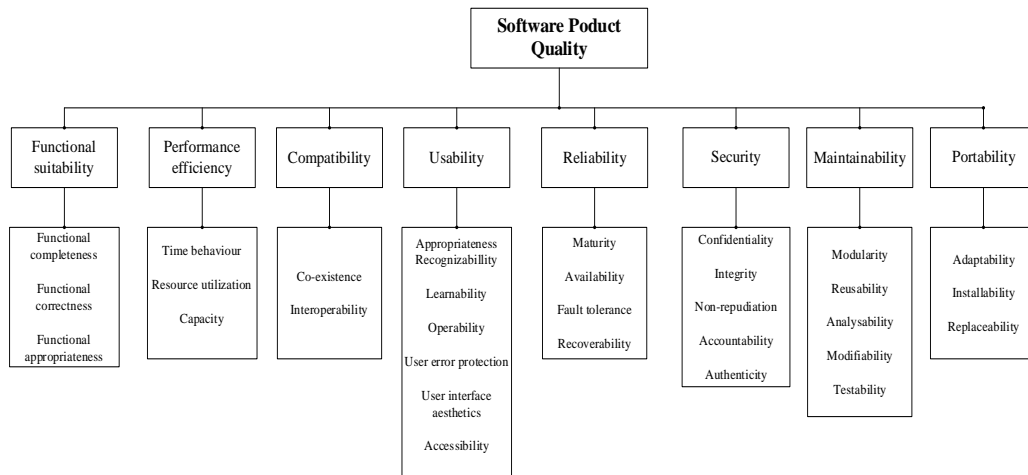 Software Poduct
Quality
Functional
suitability
Performance
efficiency
Compatibility
Usability
Reliability
Security
Maintainability
Portability
Functional
completeness
Functional
correctness
Functional
appropriateness
Time behaviour
Resource utilization
Capacity
Co-existence
Interoperability
Appropriateness
Recognizabillity
Learnability
Operability
User error protection
User interface
aesthetics
Accessibility
Maturity
Availability
Fault tolerance
Recoverability
Confidentiality
Integrity
Non-repudiation
Accountability
Authenticity
Modularity
Reusability
Analysability
Modifiability
Testability
Adaptability
Installability
Replaceability